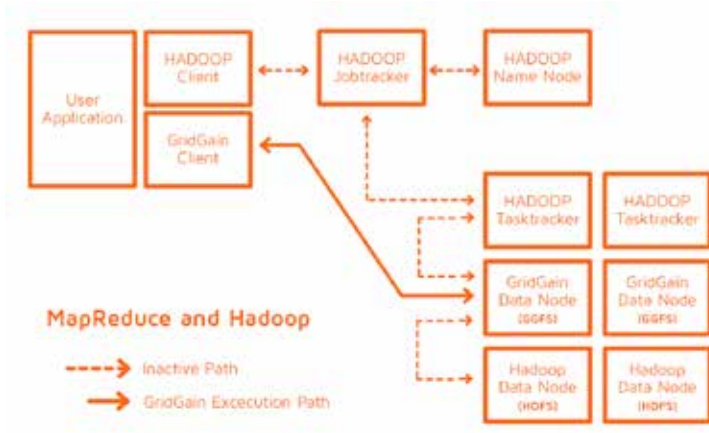 HADOOP
Client
HADOOP
Jobtracker
HADOOP
Name Node
User
Application
GridGain
Client
HADOOP
Tasktracker
HADOOP
Tasktracker
GridGain
Data Node
(GGFS)
GridGain
Data Node
(GGFS)
MapReduce and Hadoop
Inactive Path
GridGain Excecution Path
Hadoop
Data Node
(HDFS)
Hadoop
Data Node
(HDFS)